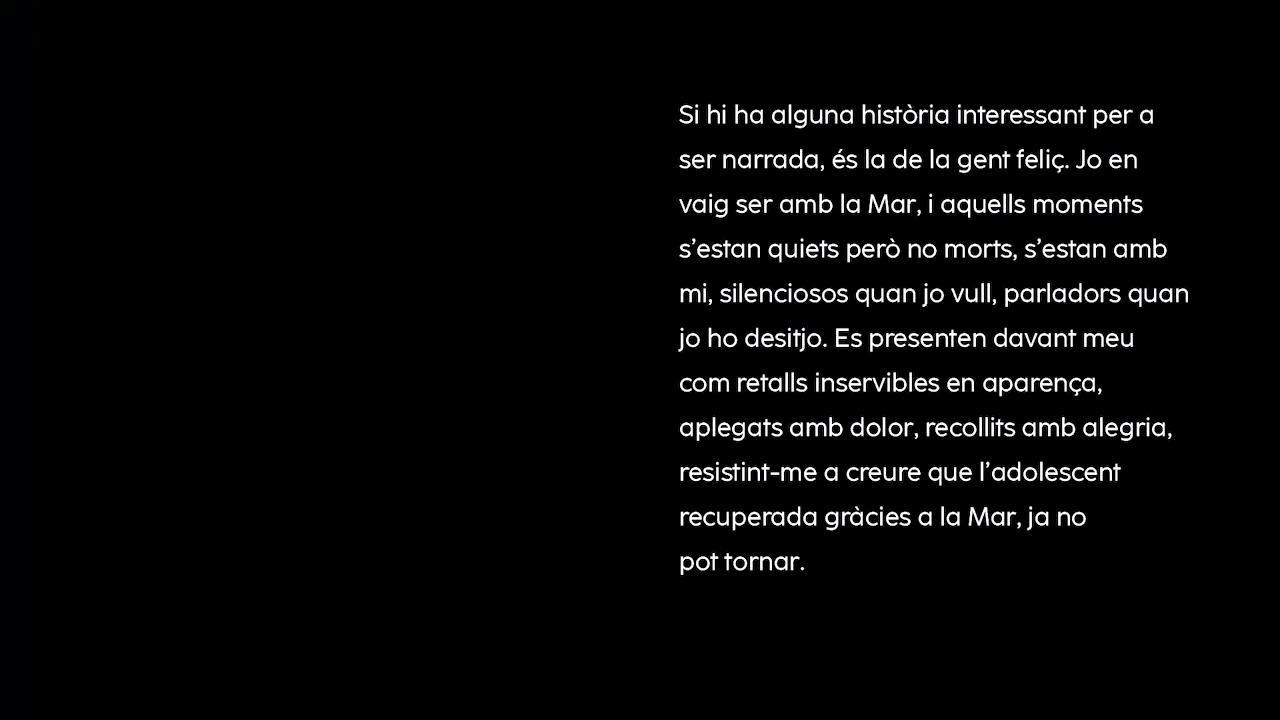 Si hi ha alguna història interessant per a
ser narrada, és la de la gent feliç. Jo en
vaig ser amb la Mar, i aquells moments
s’estan quiets però no morts, s’estan amb
mi, silenciosos quan jo vull, parladors quan
jo ho desitjo. Es presenten davant meu
com retalls inservibles en aparença,
aplegats amb dolor, recollits amb alegria,
resistint-me a creure que l’adolescent
recuperada gràcies a la Mar, ja no
pot tornar.